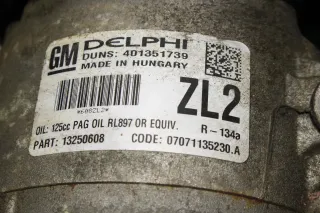 GM DELPHI
DUNS: 401351739
MADE IN HUNGARY
ZL2
OIL: 125cc PAG OIL RL897 OR EQUIV. R-134a
PART: 13250608 CODE: 07071135230.A